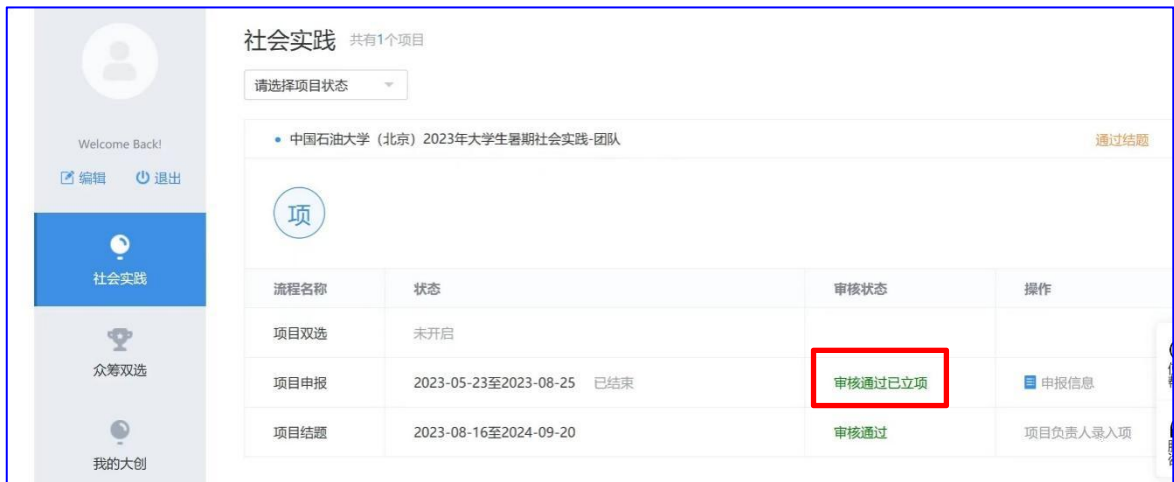 社会实践 共有1个项目
请选择项目状态
Welcome Back!
编辑 退出
社会实践
众筹双选
我的大创
中国石油大学（北京）2023年大学生暑期社会实践-团队 通过结题
项
流程名称 状态 审核状态 操作
项目双选 未开启
项目申报 2023-05-23至2023-08-25 已结束 审核通过已立项 申报信息
项目结题 2023-08-16至2024-09-20 审核通过 项目负责人录入项